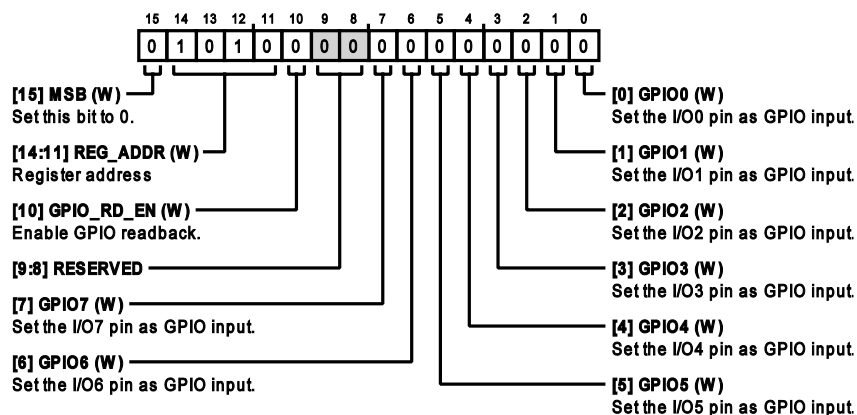 15 14 13 12 11 10 9 8 7 6 5 4 3 2 1 0
0 1 0 1 0 0 0 0 0 0 0 0 0 0 0 0
[15] MSB (W)
Set this bit to 0.
[14:11] REG_ADDR (W)
Register address
[10] GPIO_RD_EN (W)
Enable GPIO readback.
[9:8] RESERVED
[7] GPIO7 (W)
Set the I/O7 pin as GPIO input.
[6] GPIO6 (W)
Set the I/O6 pin as GPIO input.
[0] GPIO0 (W)
Set the I/O0 pin as GPIO input.
[1] GPIO1 (W)
Set the I/O1 pin as GPIO input.
[2] GPIO2 (W)
Set the I/O2 pin as GPIO input.
[3] GPIO3 (W)
Set the I/O3 pin as GPIO input.
[4] GPIO4 (W)
Set the I/O4 pin as GPIO input.
[5] GPIO5 (W)
Set the I/O5 pin as GPIO input.